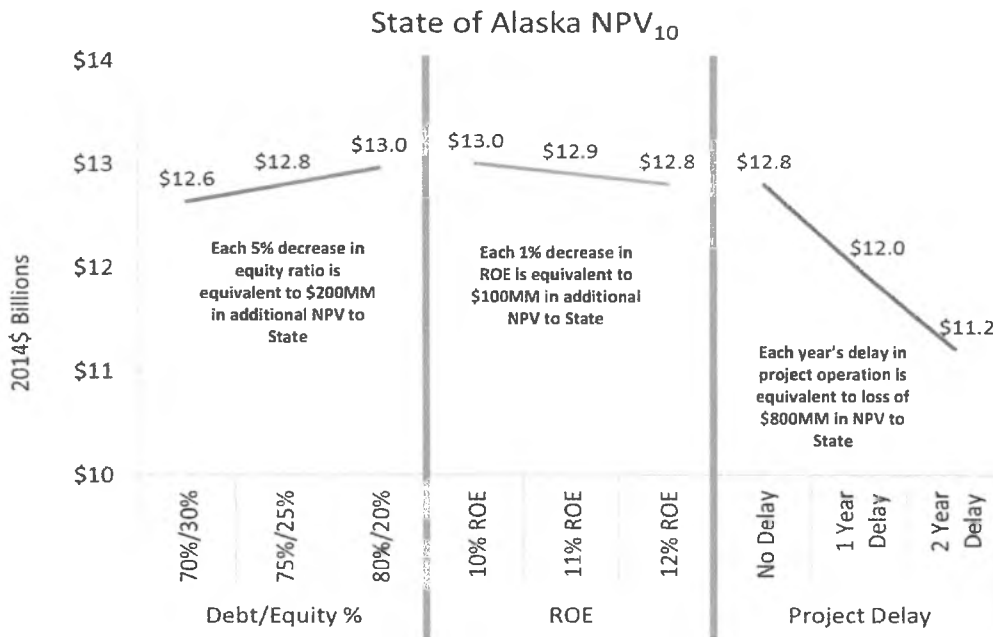 State of Alaska NPV10
2014$ Billions
$14
$13
$12
$11
$10
$12.6
$12.8
$13.0
Each 5% decrease in
equity ratio is
equivalent to $200MM
in additional NPV to
State
70%/30%
75%/25%
80%/20%
Debt/Equity %
$13.0
$12.9
$12.8
Each 1% decrease in
ROE is equivalent to
$100MM in additional
NPV to State
10% ROE
11% ROE
12% ROE
ROE
$12.8
$12.0
$11.2
Each year's delay in
project operation is
equivalent to loss of
$800MM in NPV to
State
No Delay
1 Year
Delay
2 Year
Delay
Project Delay